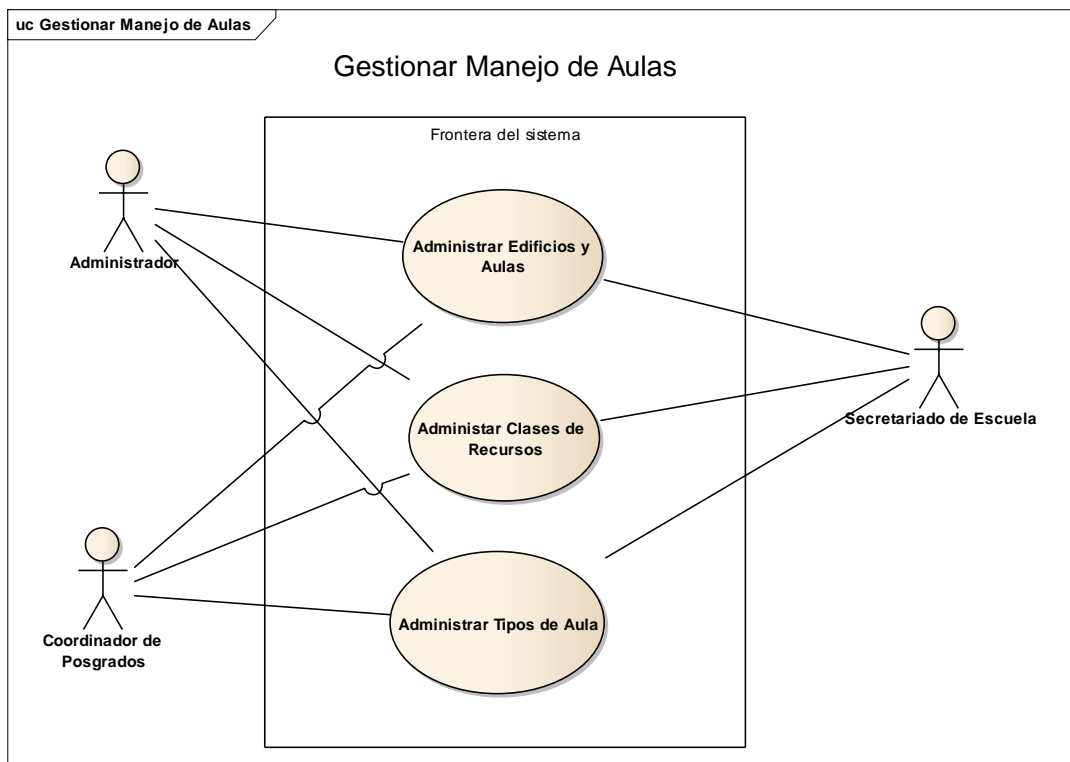 uc Gestionar Manejo de Aulas
Gestionar Manejo de Aulas
Frontera del sistema
Administrador
Administrar Edificios y
Aulas
Administar Clases de
Recursos
Secretariado de Escuela
Coordinador de
Posgrados
Administrar Tipos de Aula